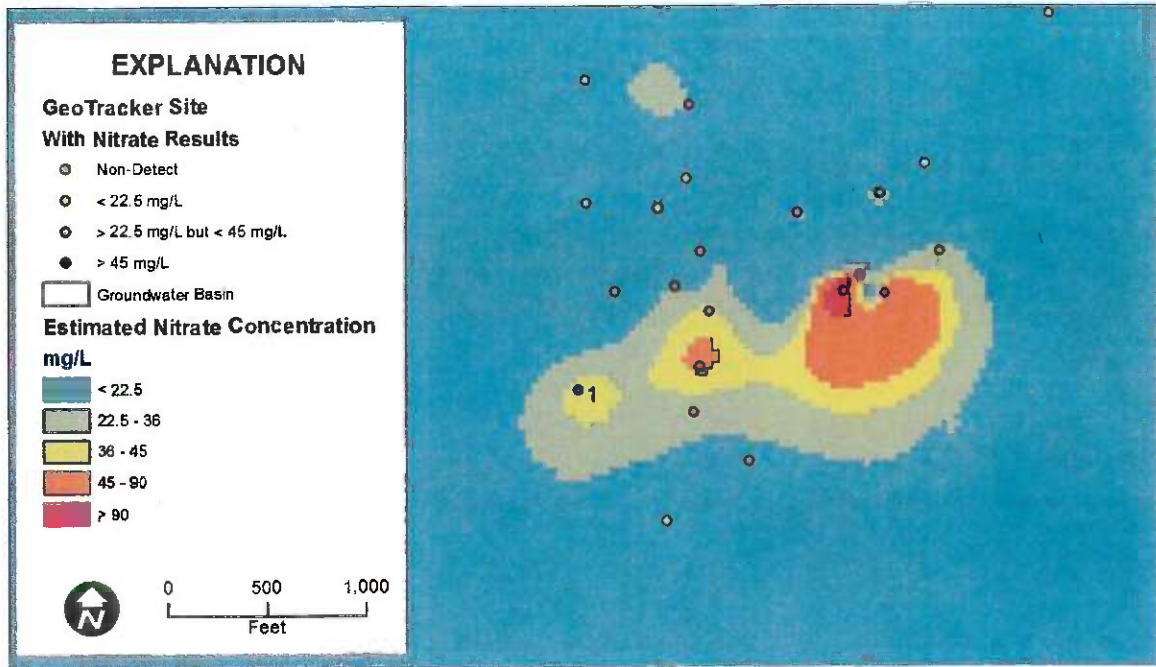 EXPLANATION
GeoTracker Site
With Nitrate Results
Non-Detect
< 22.5 mg/L
> 22.5 mg/L but < 45 mg/L
> 45 mg/L
Groundwater Basin
Estimated Nitrate Concentration
mg/L
< 22.5
22.5 - 36
36 - 45
45 - 90
> 90
N
0 500 1,000
Feet
1